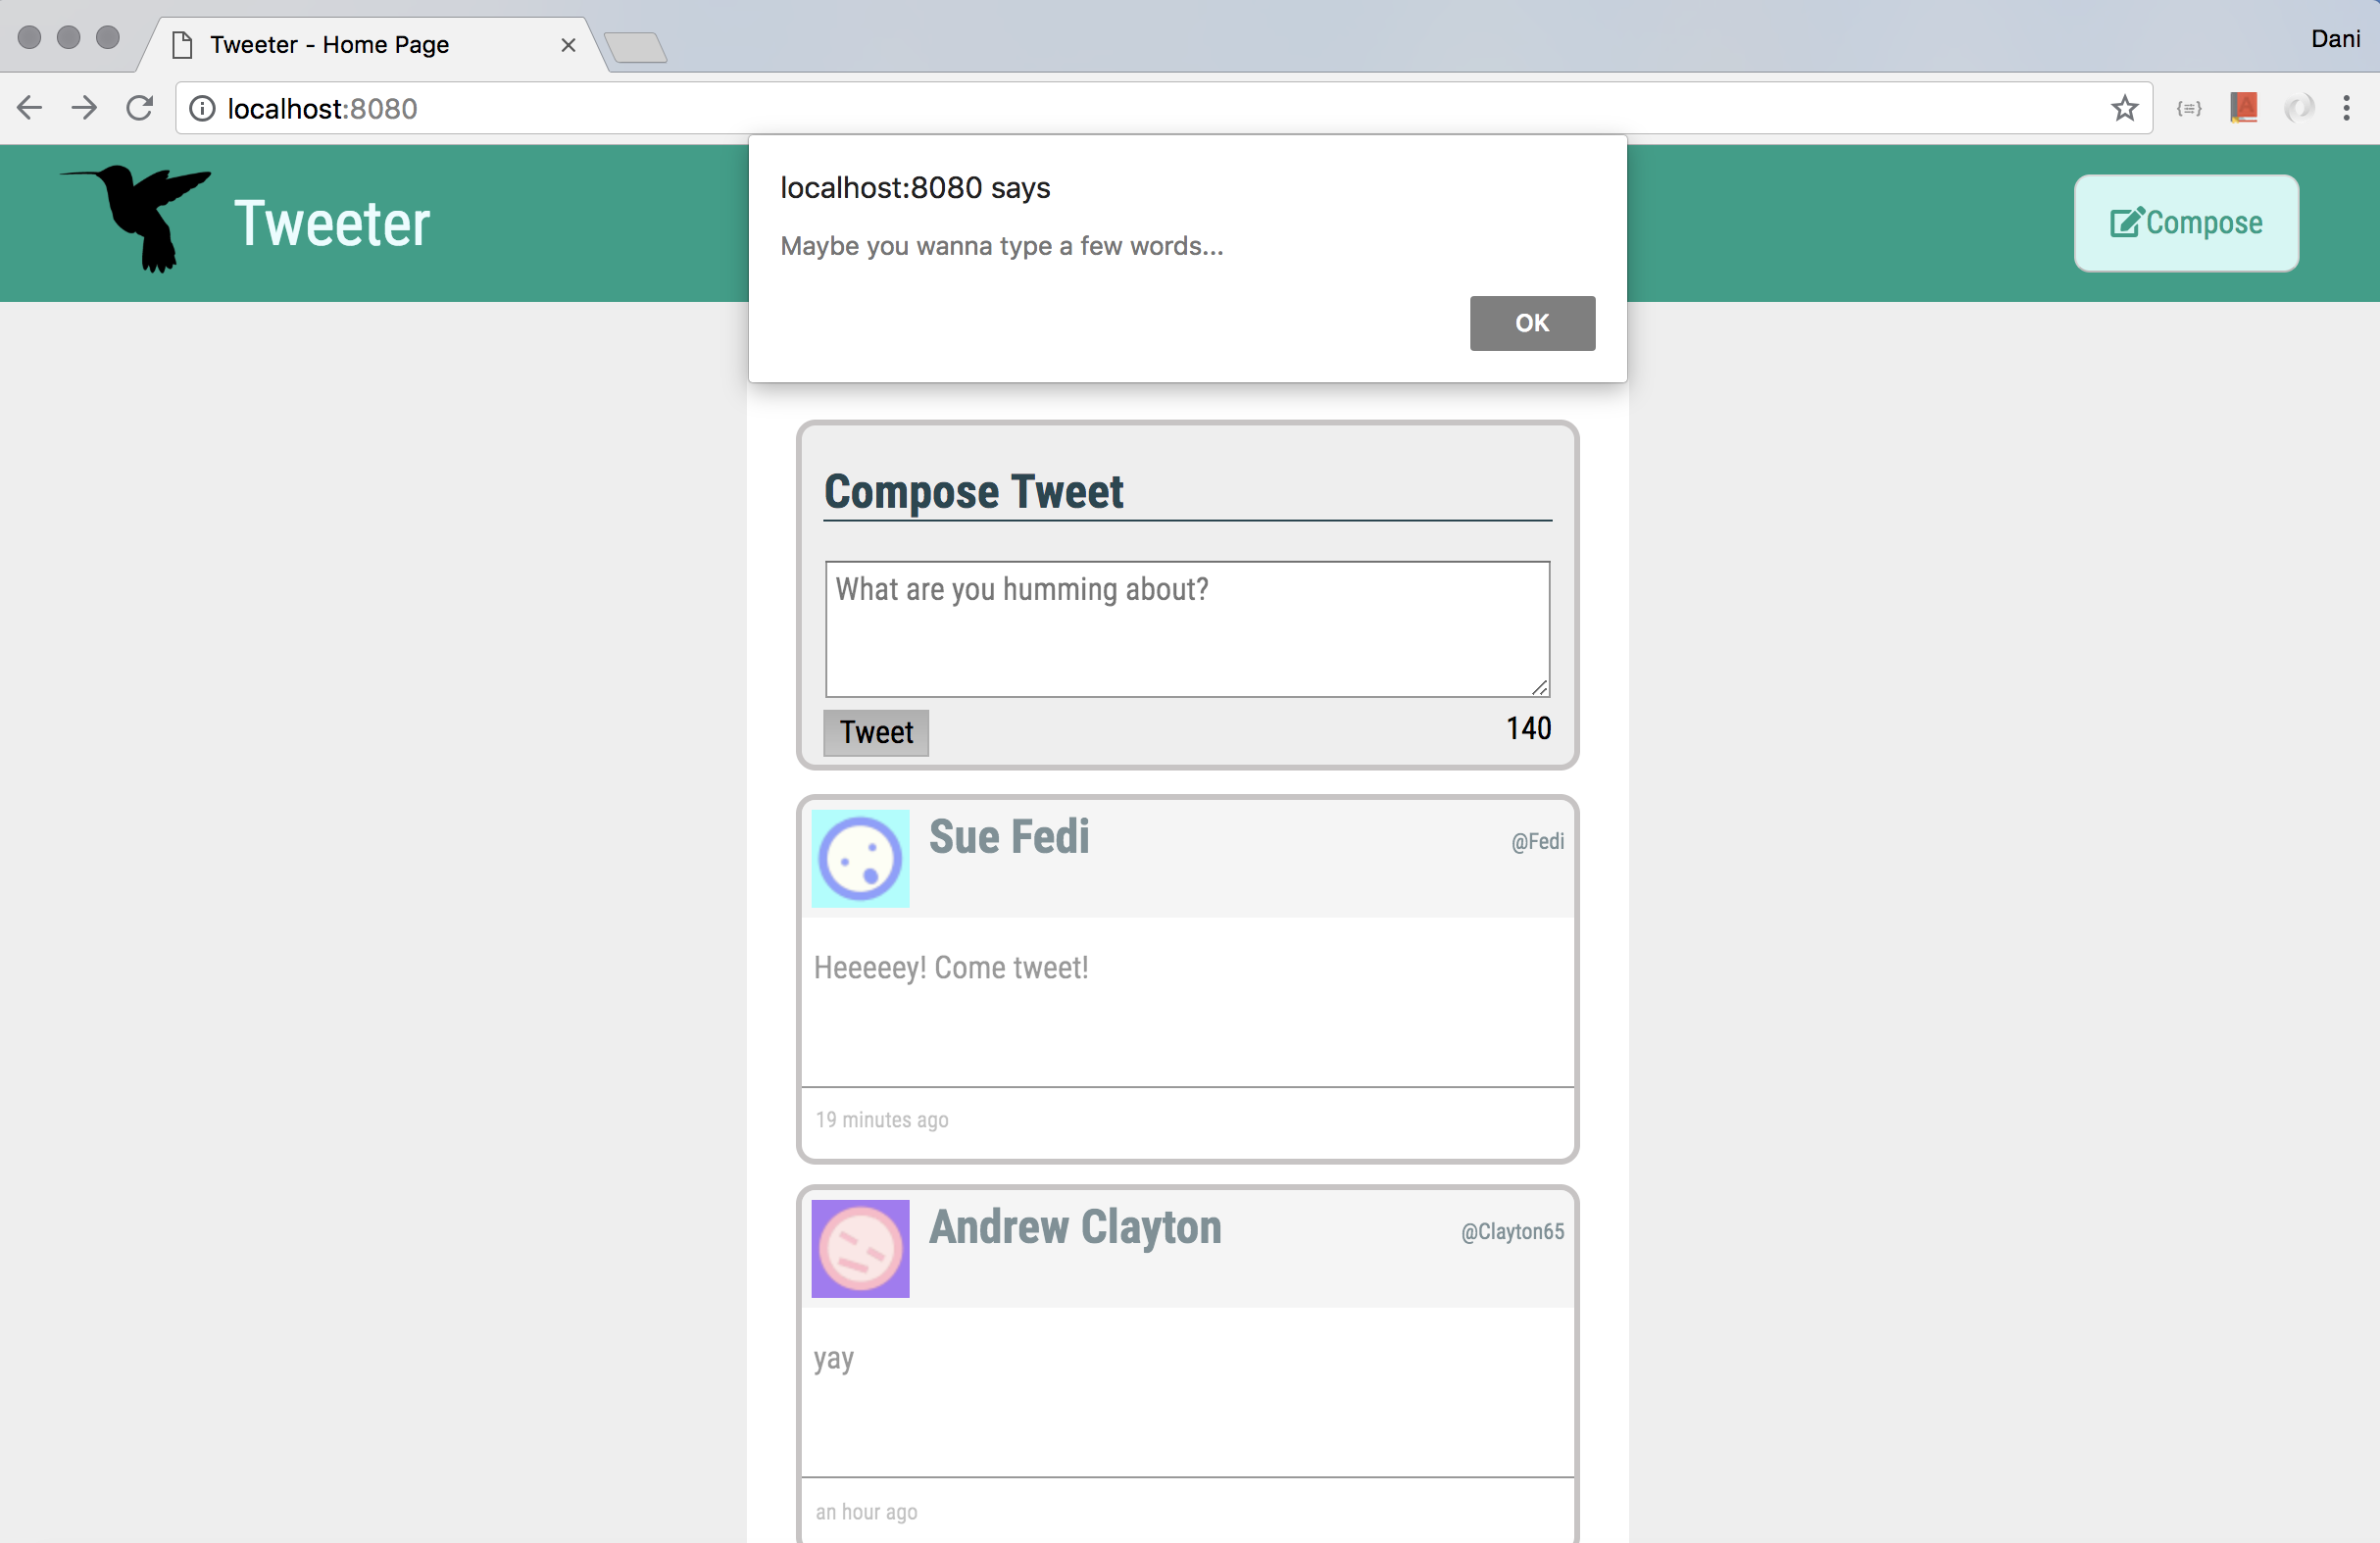 Tweeter - Home Page
Dani
localhost:8080
Tweeter
localhost:8080 says
Maybe you wanna type a few words...
OK
Compose
Compose Tweet
What are you humming about?
Tweet
140
Sue Fedi
@Fedi
Heeeeey! Come tweet!
19 minutes ago
Andrew Clayton
@Clayton65
yay
an hour ago